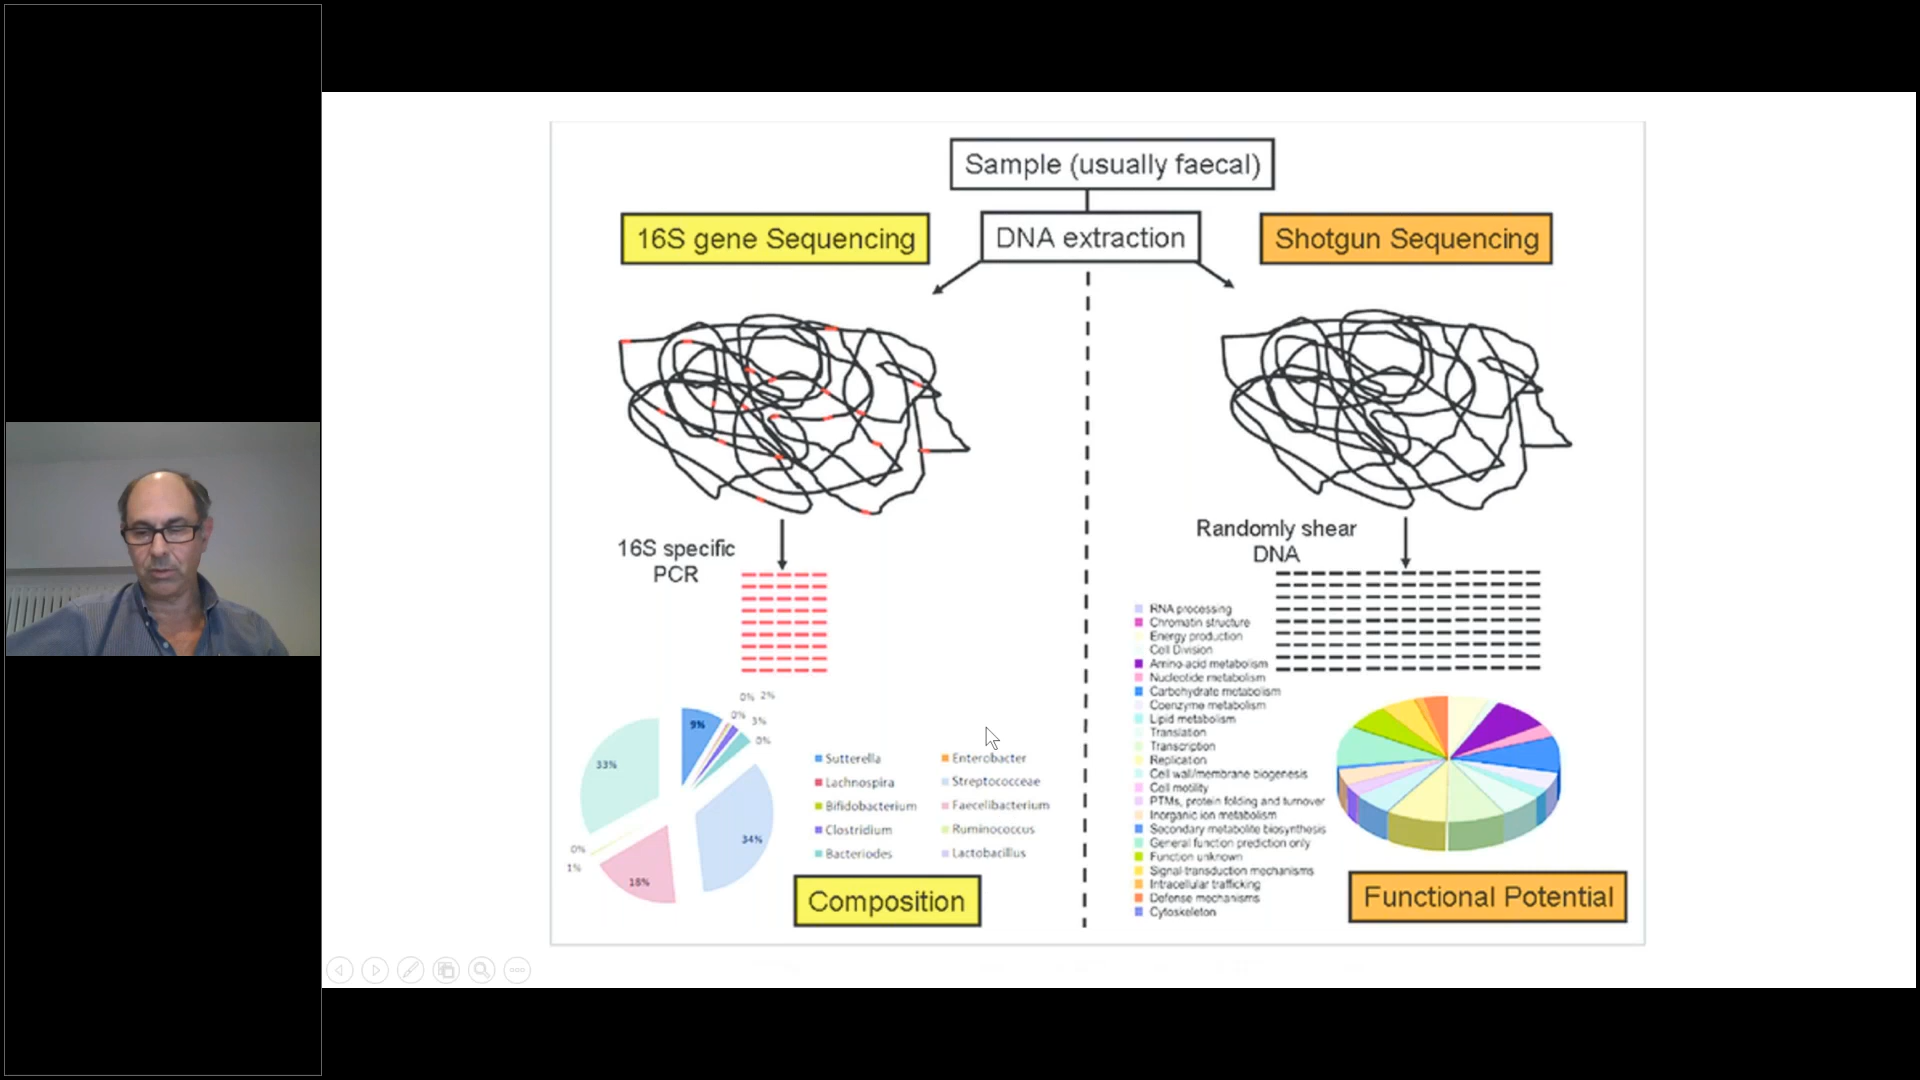 Sample (usually faecal)
16S gene Sequencing
DNA extraction
Shotgun Sequencing
16S specific
PCR
Randomly shear
DNA
RNA processing
Chromatin structure
Energy production
Cell Division
Amino acid metabolism
Nucleotide metabolism
Carbohydrate metabolism
Coenzyme metabolism
Lipid metabolism
Translation
Transcription
Replication
Cell wall/membrane biogenesis
Cell motility
PTMs, protein folding and turnover
Inorganic ion metabolism
Secondary metabolite biosynthesis
General function prediction only
Function unknown
Signal transduction mechanisms
Intracellular trafficking
Defense mechanisms
Cytoskeleton
0% 2%
9%
0% 3%
0%
33%
34%
0%
1%
18%
Sutterella
Enterobacter
Lachnospira
Streptococceae
Bifidobacterium
Faecelibacterium
Clostridium
Ruminococcus
Bacteriodes
Lactobacillus
Composition
Functional Potential